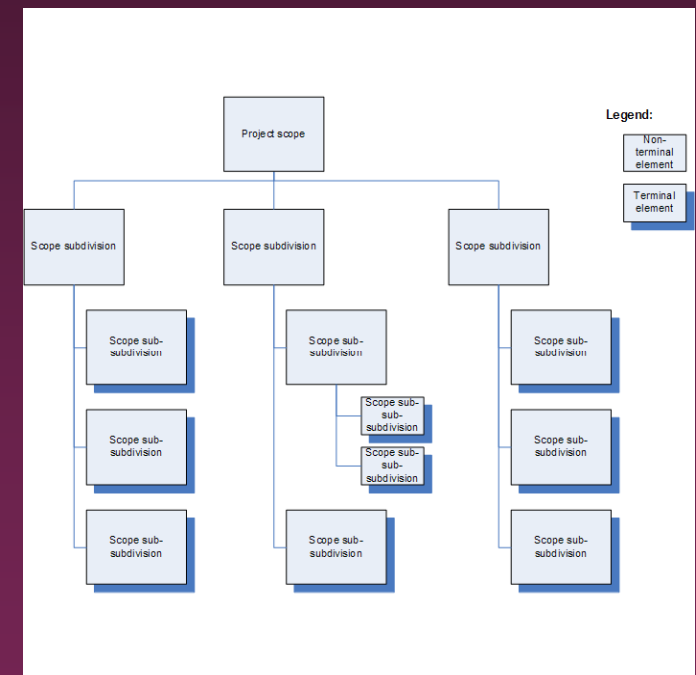 Project scope
Legend:
Non-
terminal
element
Terminal
element
Scope subdivision
Scope subdivision
Scope subdivision
Scope sub-
subdivision
Scope sub-
subdivision
Scope sub-
subdivision
Scope sub-
sub-
subdivision
Scope sub-
sub-
subdivision
Scope sub-
subdivision
Scope sub-
subdivision
Scope sub-
subdivision
Scope sub-
subdivision
Scope sub-
subdivision
Scope sub-
subdivision